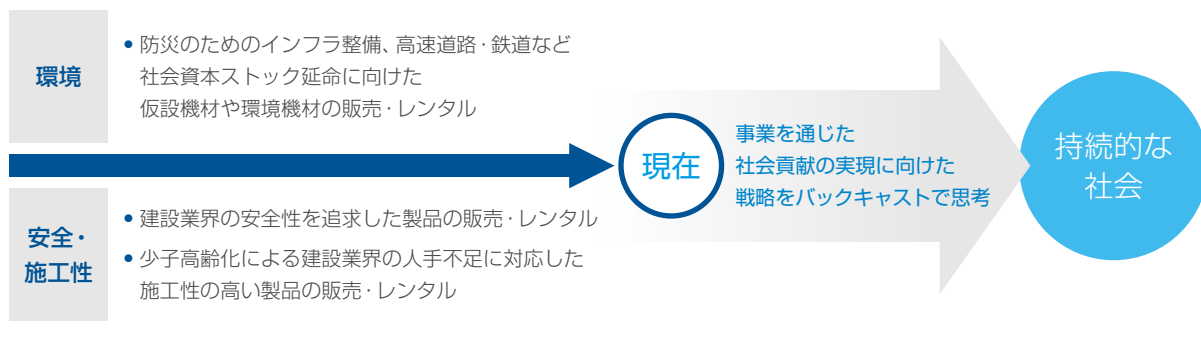 環境
• 防災のためのインフラ整備、高速道路・鉄道など
社会資本ストック延命に向けた
仮設機材や環境機材の販売・レンタル
安全・
施工性
• 建設業界の安全性を追求した製品の販売・レンタル
• 少子高齢化による建設業界の人手不足に対応した
施工性の高い製品の販売・レンタル
現在
事業を通じた
社会貢献の実現に向けた
戦略をバックキャストで思考
持続的な
社会